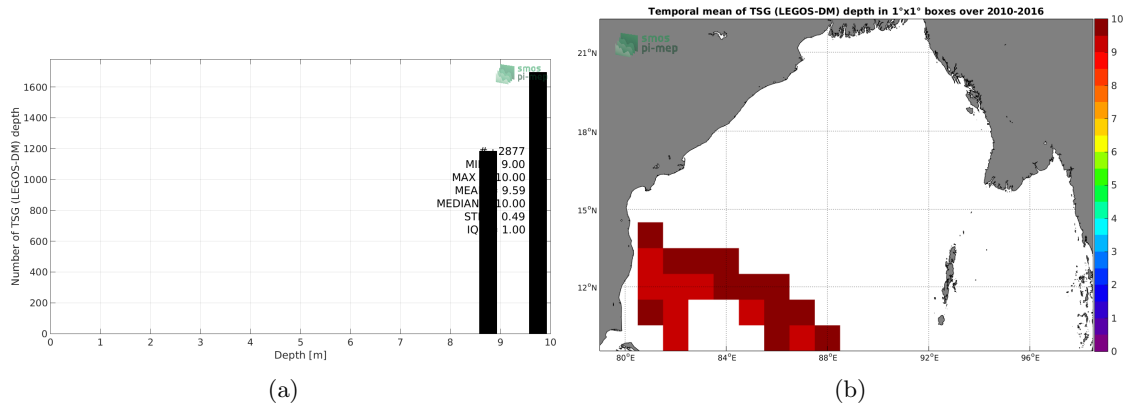 smos
pi-mep
Number of TSG (LEGOS-DM) depth
1600
1400
1200
1000
800
600
400
200
0
2877
9.00
MAX 10.00
9.59
MEDIAN 10.00
0.49
1.00
0 1 2 3 4 5 6 7 8 9 10
Depth [m]
(a)
Temporal mean of TSG (LEGOS-DM) depth in 1°x1° boxes over 2010-2016
smos
pi-mep
21°N
18°N
15°N
12°N
80°E 84°E 88°E 92°E 96°E
10
9
8
7
6
5
4
3
2
1
0
(b)